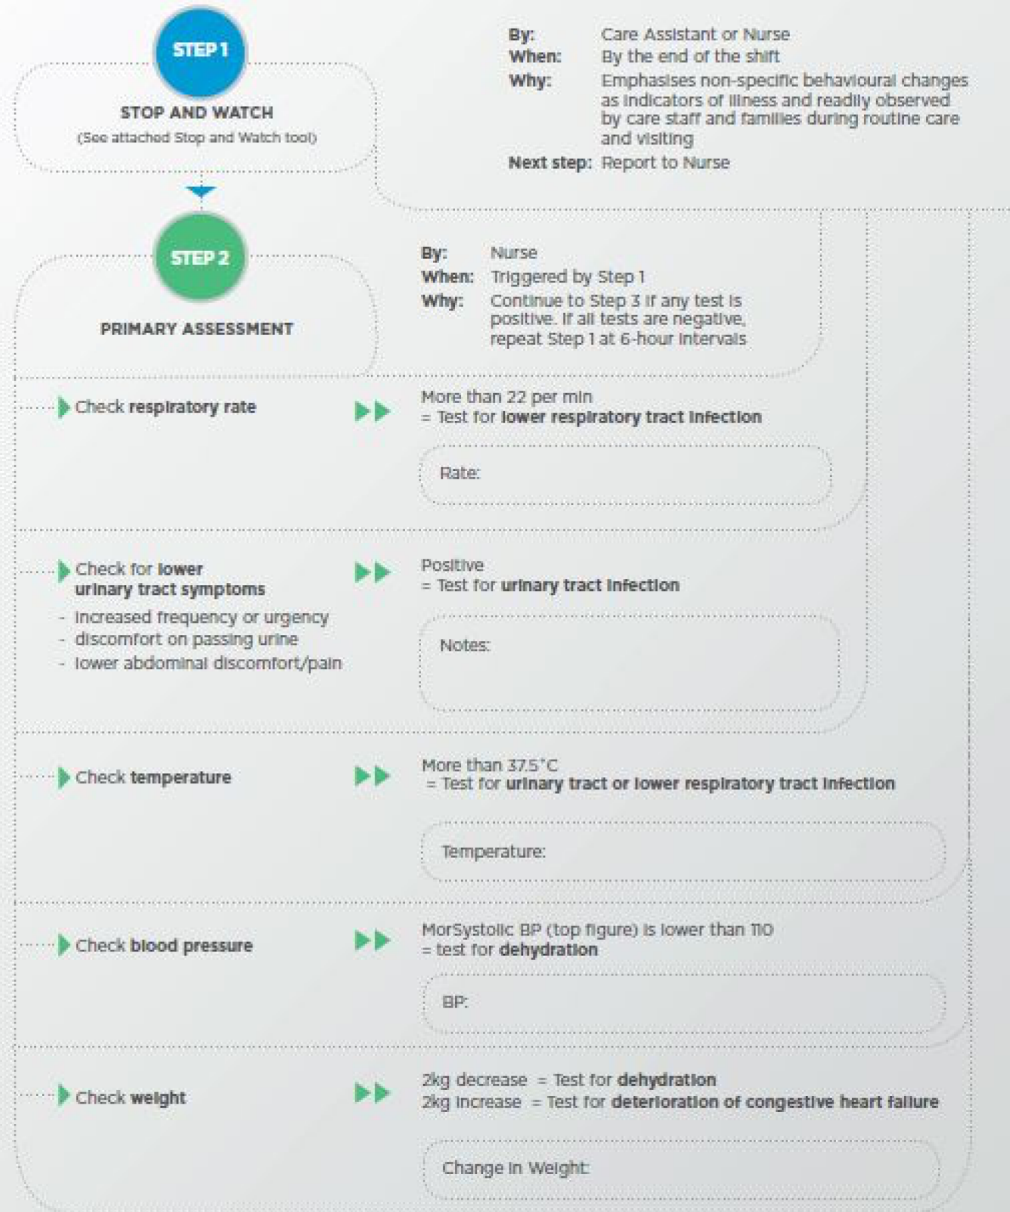 STEP 1
STOP AND WATCH
(See attached Stop and Watch tool)
By: Care Assistant or Nurse
When: By the end of the shift
Why: Emphasises non-specific behavioural changes
as indicators of illness and readily observed
by care staff and families during routine care
and visiting
Next step: Report to Nurse
STEP 2
PRIMARY ASSESSMENT
By: Nurse
When: Triggered by Step 1
Why: Continue to Step 3 if any test is
positive. If all tests are negative,
repeat Step 1 at 6-hour intervals
Check respiratory rate
More than 22 per min
= Test for lower respiratory tract infection
Rate:
Check for lower
urinary tract symptoms
- increased frequency or urgency
- discomfort on passing urine
- lower abdominal discomfort/pain
Positive
= Test for urinary tract infection
Notes:
Check temperature
More than 37.5°C
= Test for urinary tract or lower respiratory tract infection
Temperature:
Check blood pressure
MorSystolic BP (top figure) is lower than 110
= test for dehydration
BP:
Check weight
2kg decrease = Test for dehydration
2kg increase = Test for deterioration of congestive heart failure
Change in Weight: